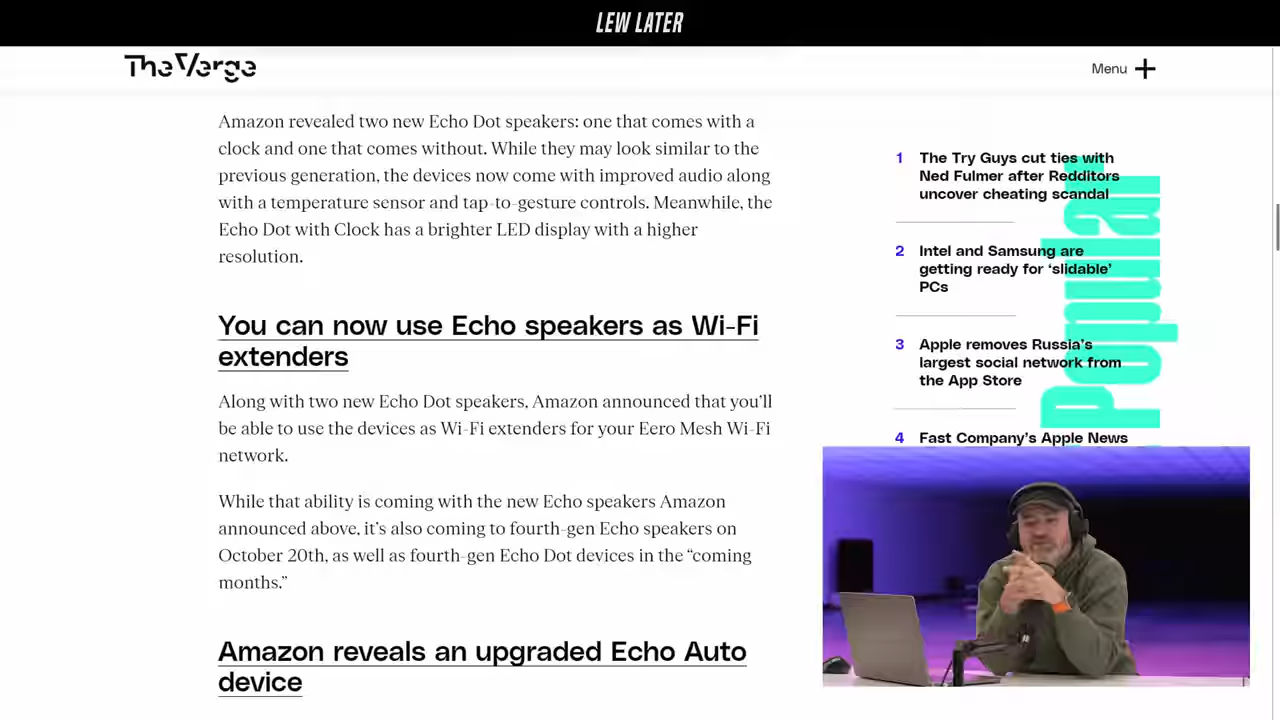 LEW LATER
TheVerge
Menu
Amazon revealed two new Echo Dot speakers: one that comes with a
clock and one that comes without. While they may look similar to the
previous generation, the devices now come with improved audio along
with a temperature sensor and tap-to-gesture controls. Meanwhile, the
Echo Dot with Clock has a brighter LED display with a higher
resolution.
You can now use Echo speakers as Wi-Fi
extenders
Along with two new Echo Dot speakers, Amazon announced that you’ll
be able to use the devices as Wi-Fi extenders for your Eero Mesh Wi-Fi
network.
While that ability is coming with the new Echo speakers Amazon
announced above, it’s also coming to fourth-gen Echo speakers on
October 20th, as well as fourth-gen Echo Dot devices in the “coming
months.”
Amazon reveals an upgraded Echo Auto
device
Popular
1 The Try Guys cut ties with
Ned Fulmer after Redditors
uncover cheating scandal
2 Intel and Samsung are
getting ready for ‘slidable’
PCs
3 Apple removes Russia’s
largest social network from
the App Store
4 Fast Company’s Apple News